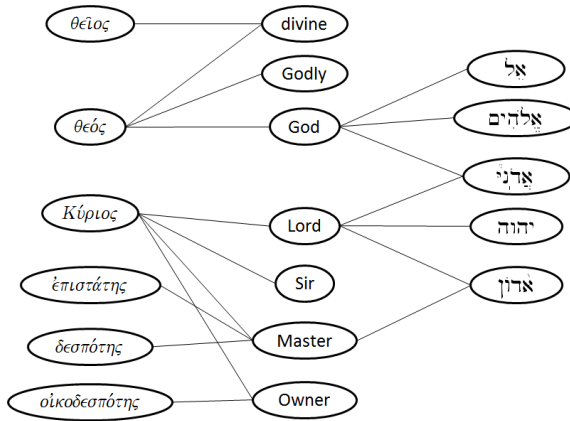 θεῖος
divine
Godly
θεός
God
אֵל
אֱלֹהִים
אֲדֹנָי
Κύριος
Lord
יהוה
ἐπιστάτης
Sir
אָדוֹן
δεσπότης
Master
οἰκοδεσπότης
Owner